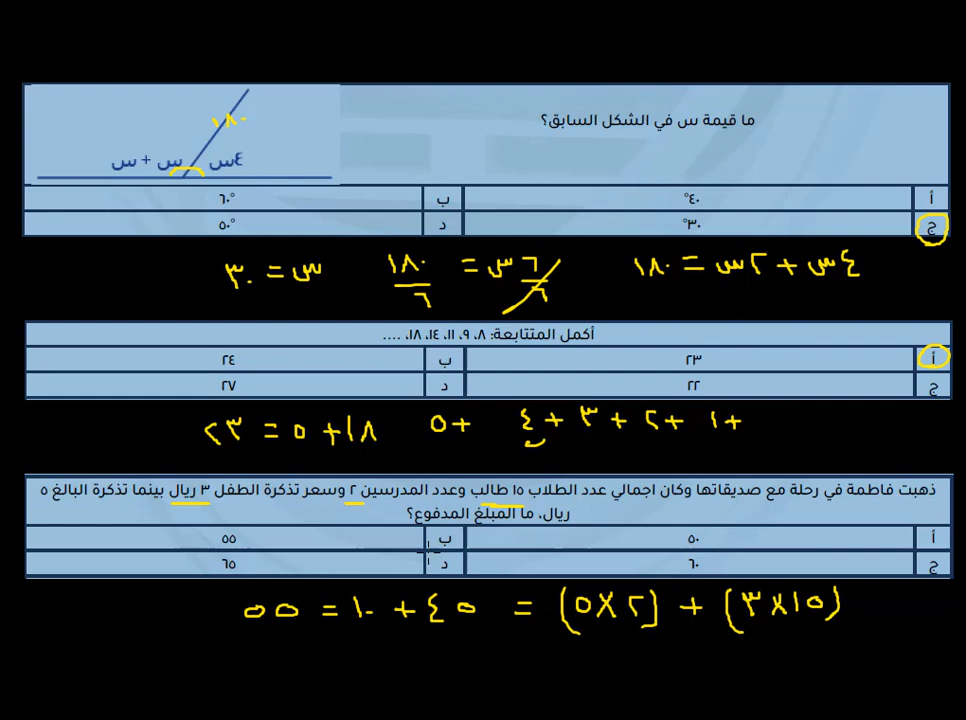 ما قيمة س في الشكل السابق؟
١٨٠
س + س ٤س
أ ٤٠° ب ٦٠°
ج ٣٠° د ٥٠°
٤س + ٢س = ١٨٠ ٦س/٦ = ١٨٠/٦ س = ٣٠
أكمل المتتابعة: ٨، ٩، ١١، ١٤، ١٨، ....
أ ٢٣ ب ٢٤
ج ٢٢ د ٢٧
+١ +٢ +٣ +٤ +٥ ١٨+٥ = ٢٣
ذهبت فاطمة في رحلة مع صديقاتها وكان اجمالي عدد الطلاب ١٥ طالب وعدد المدرسين ٢ وسعر تذكرة الطفل ٣ ريال بينما تذكرة البالغ ٥
ريال، ما المبلغ المدفوع؟
أ ٥٠ ب ٥٥
ج ٦٠ د ٦٥
(١٥×٣) + (٢×٥) = ٤٥ + ١٠ = ٥٥